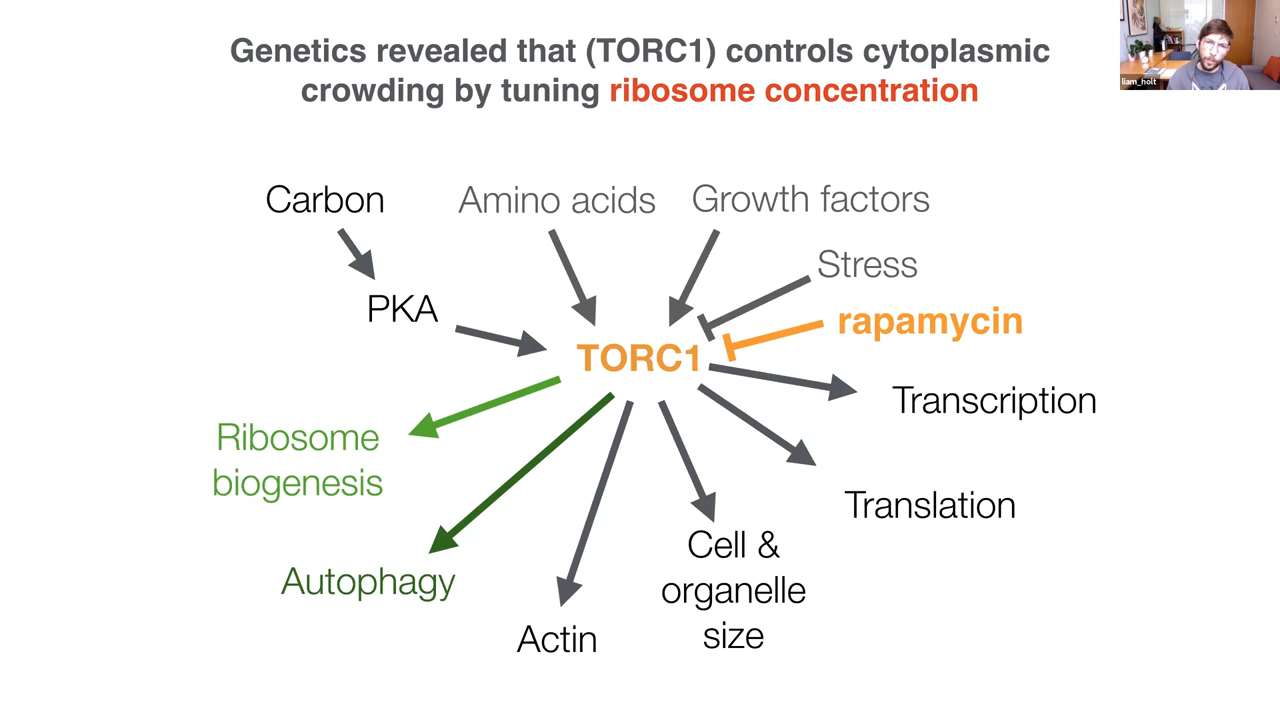 Genetics revealed that (TORC1) controls cytoplasmic
crowding by tuning ribosome concentration
liam_holt
Carbon
Amino acids
Growth factors
Stress
PKA
rapamycin
TORC1
Transcription
Ribosome
biogenesis
Translation
Cell &
organelle
size
Autophagy
Actin